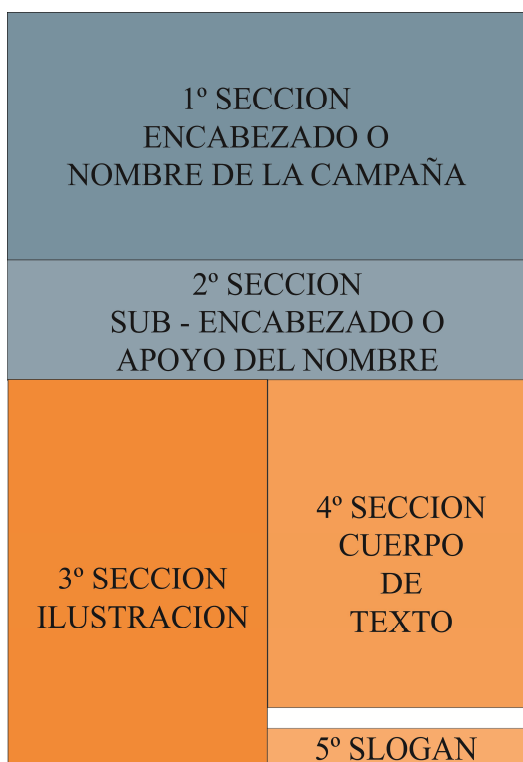 1º SECCION
ENCABEZADO O
NOMBRE DE LA CAMPAÑA
2º SECCION
SUB - ENCABEZADO O
APOYO DEL NOMBRE
3º SECCION
ILUSTRACION
4º SECCION
CUERPO
DE
TEXTO
5º SLOGAN